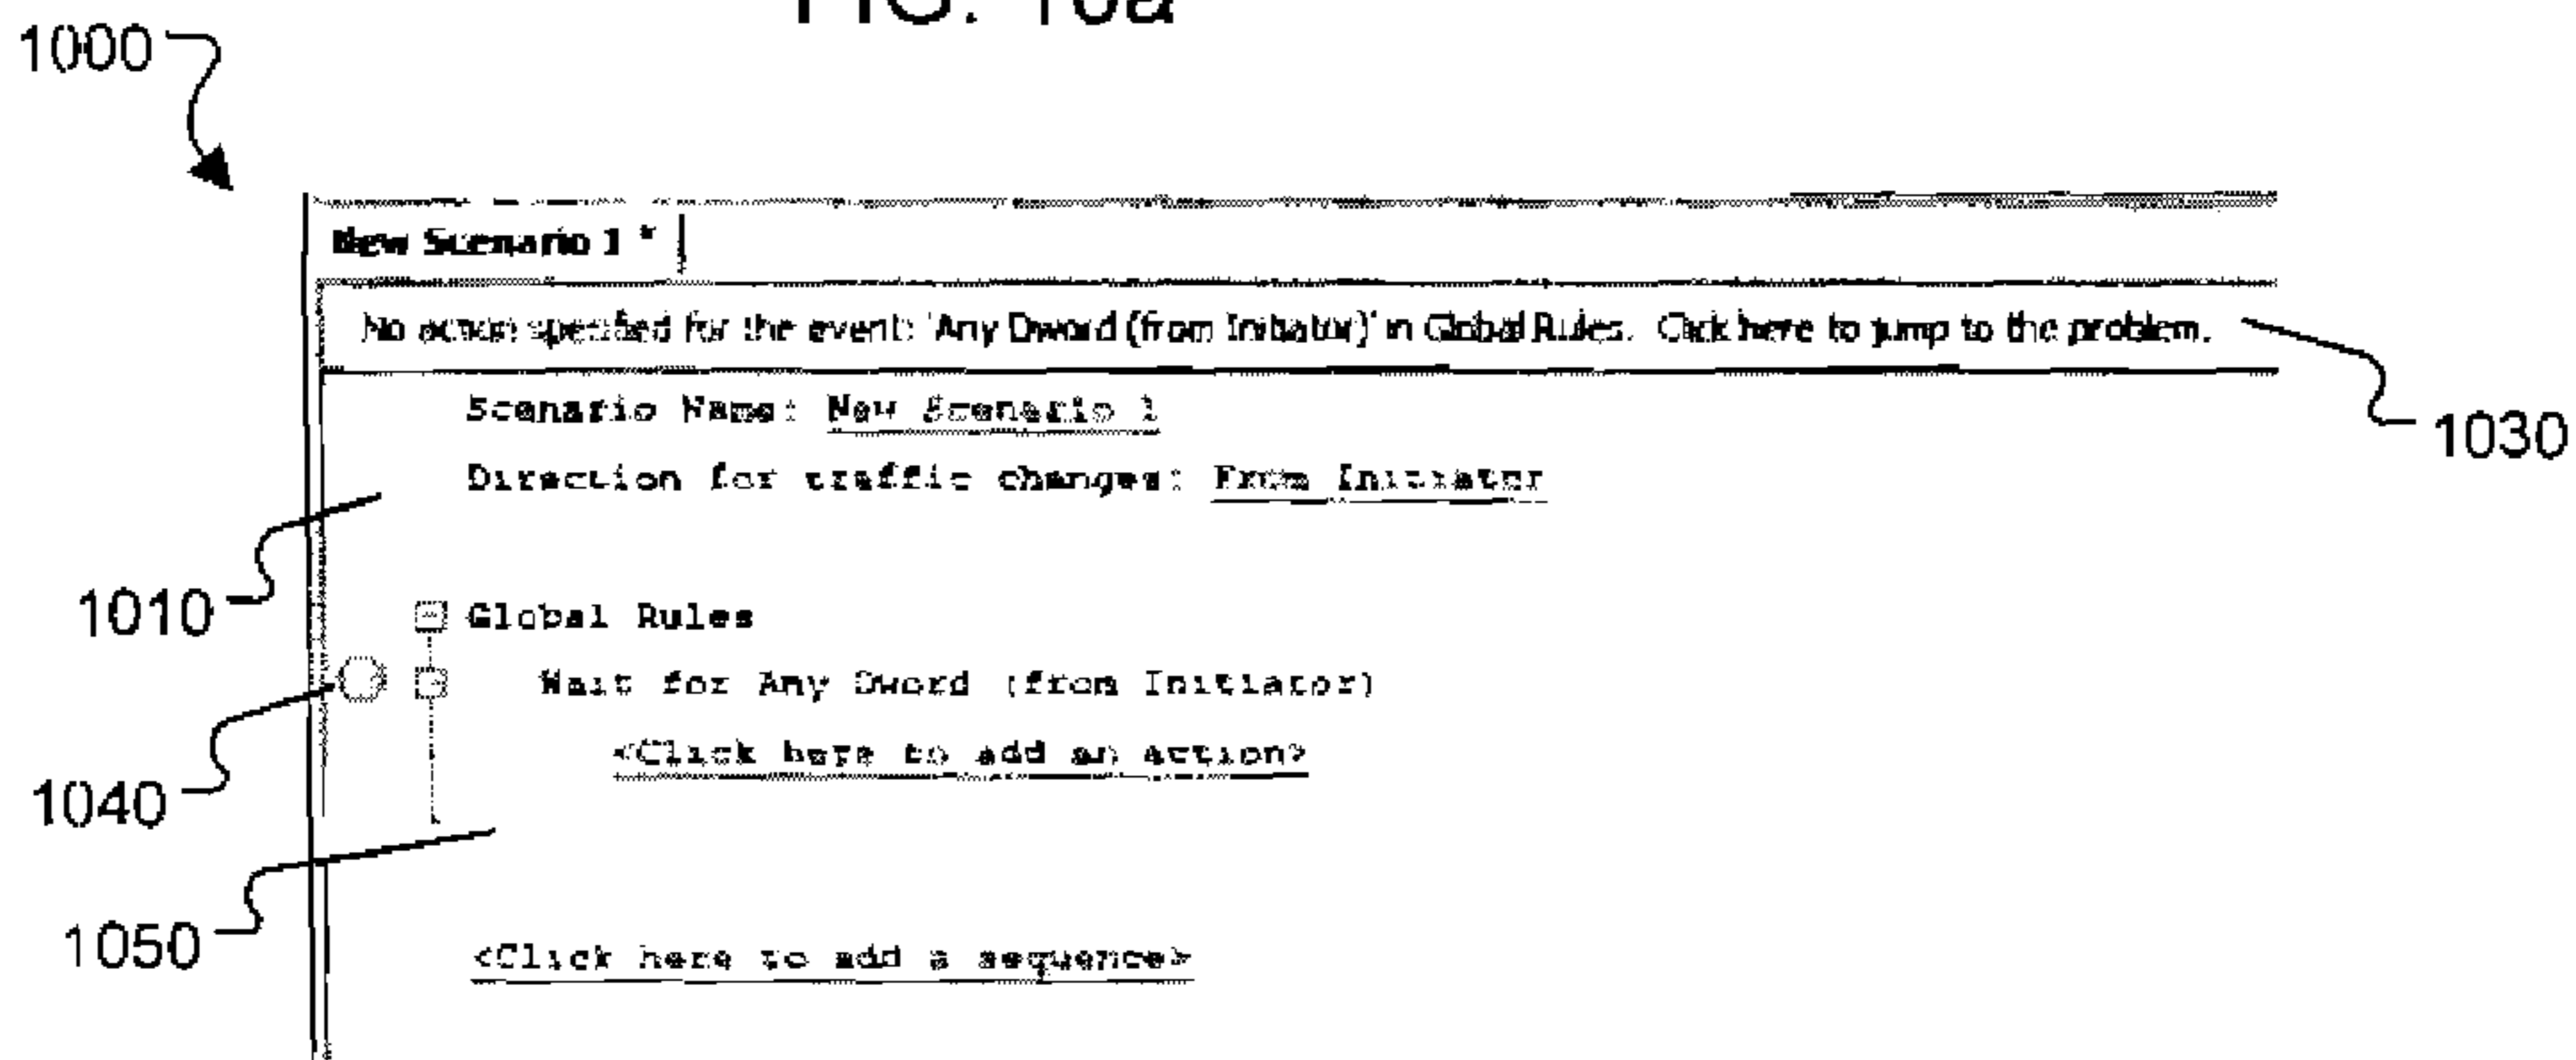 FIG. 10a
1000
New Scenario 1 *
No action specified for the event: 'Any Dword (from Initiator)' in Global Rules. Click here to jump to the problem.
1030
Scenario Name: New Scenario 1
Direction for traffic changes: From Initiator
1010
Global Rules
Wait for Any Dword (from Initiator)
<Click here to add an action>
1040
1050
<Click here to add a sequence>